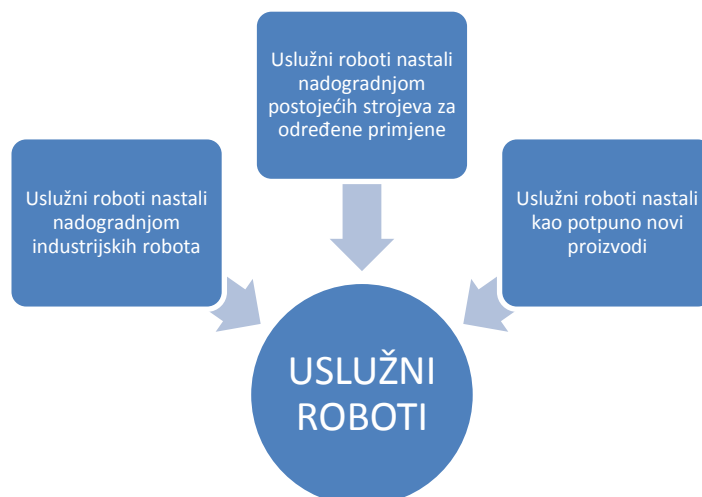 Uslužni roboti nastali
nadogradnjom
postojećih strojeva za
određene primjene
Uslužni roboti nastali
nadogradnjom
industrijskih robota
Uslužni roboti nastali
kao potpuno novi
proizvodi
USLUŽNI
ROBOTI